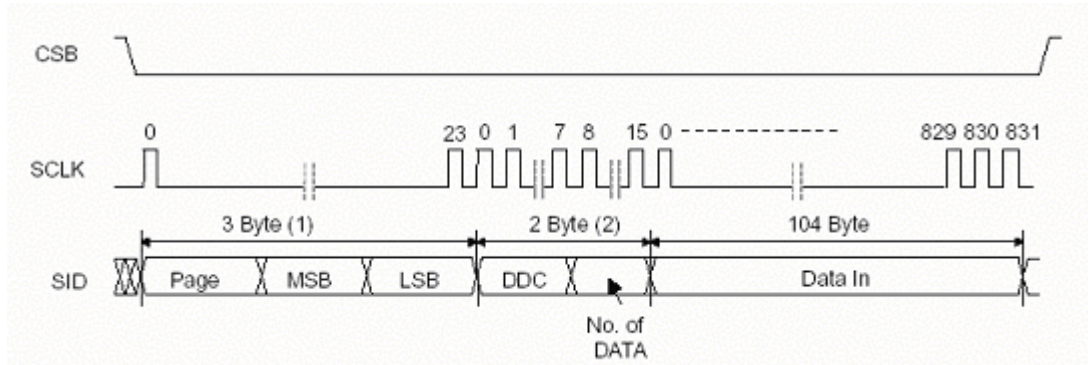 CSB
0 23 0 1 7 8 15 0 829 830 831
SCLK
3 Byte (1) 2 Byte (2) 104 Byte
SID Page MSB LSB DDC Data In
No. of
DATA